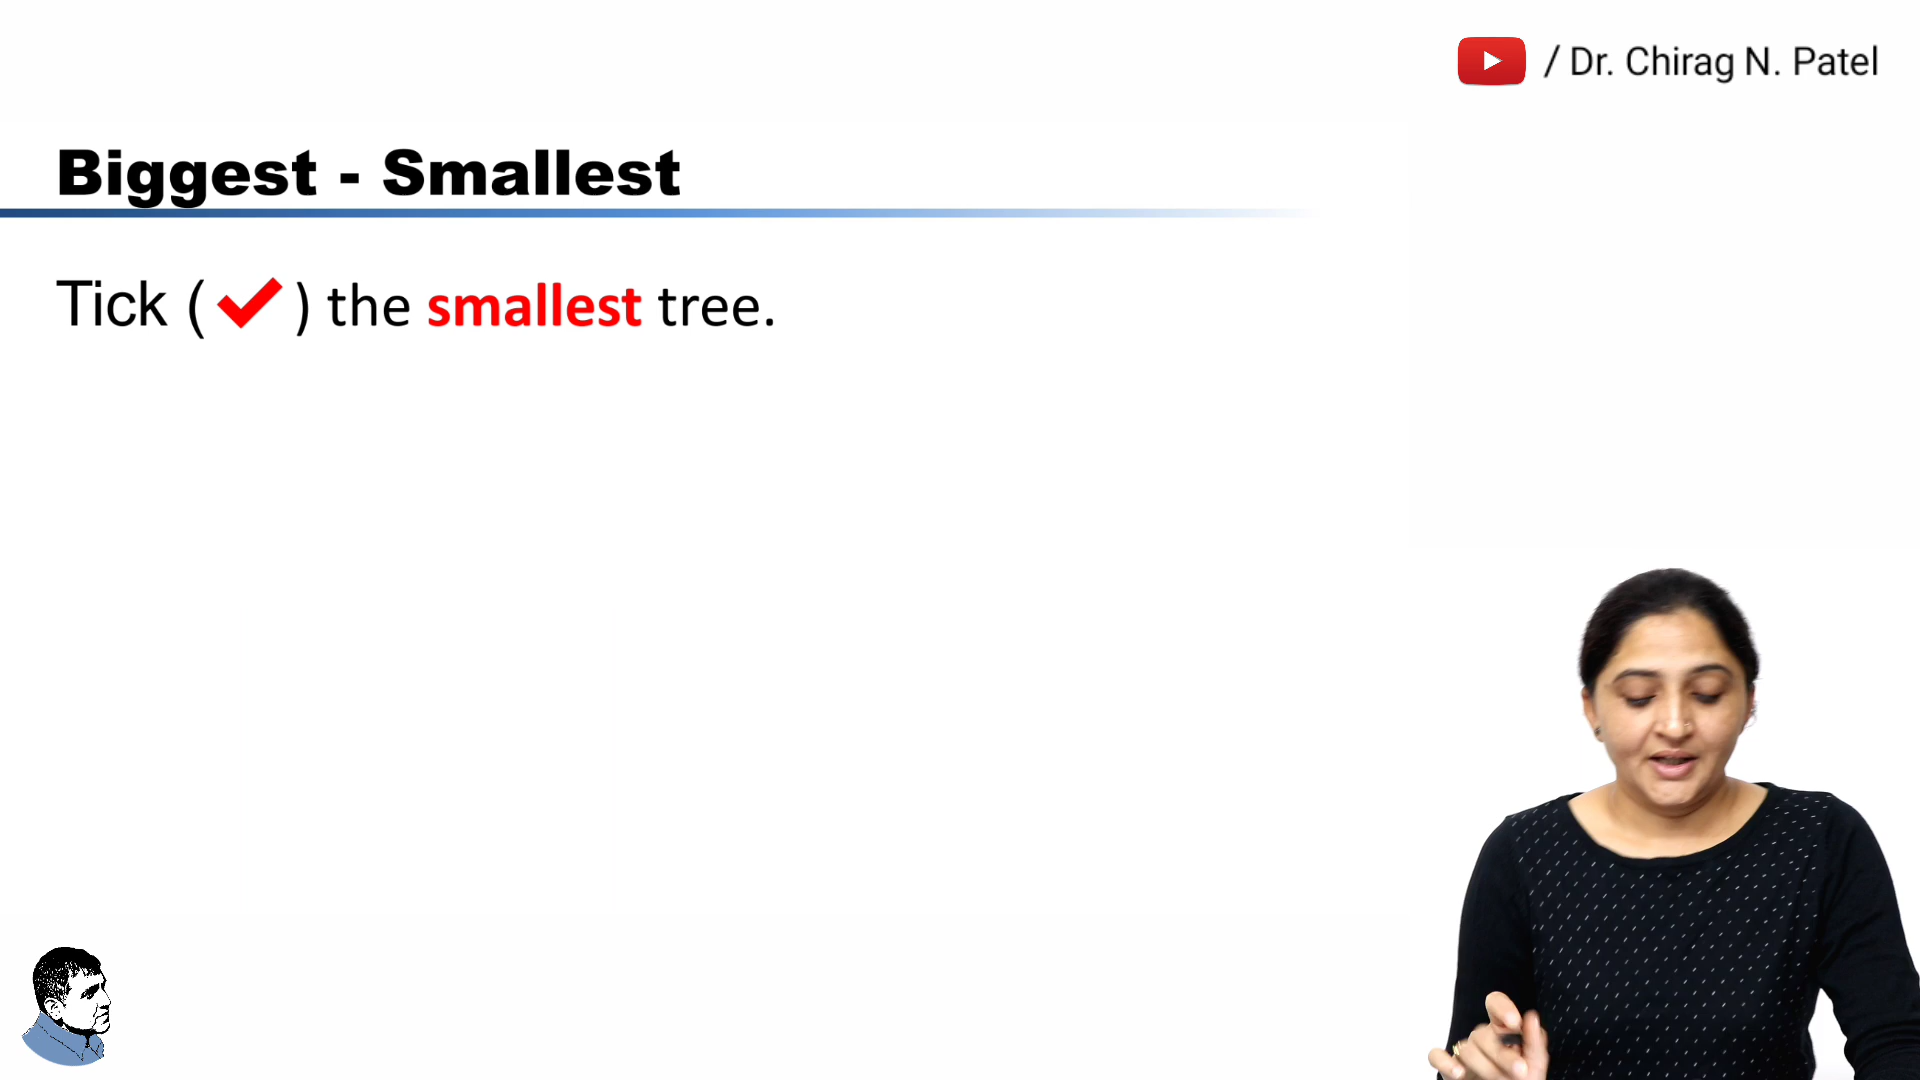 / Dr. Chirag N. Patel
Biggest - Smallest
Tick (✔) the smallest tree.